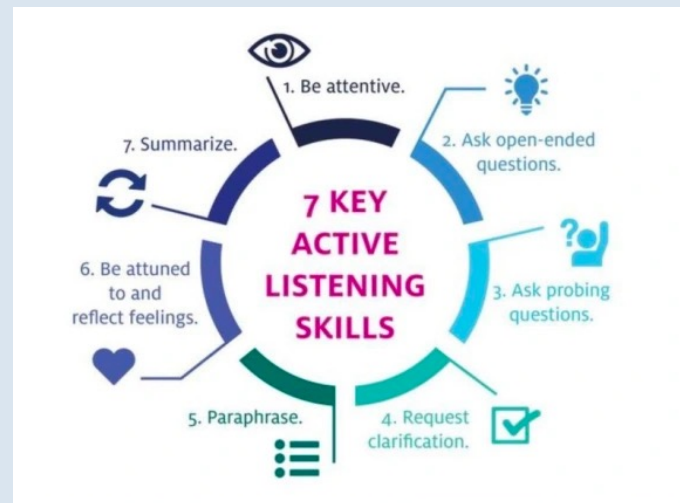 7 KEY
ACTIVE
LISTENING
SKILLS
1. Be attentive.
2. Ask open-ended
questions.
?
3. Ask probing
questions.
4. Request
clarification.
5. Paraphrase.
6. Be attuned
to and
reflect feelings.
7. Summarize.